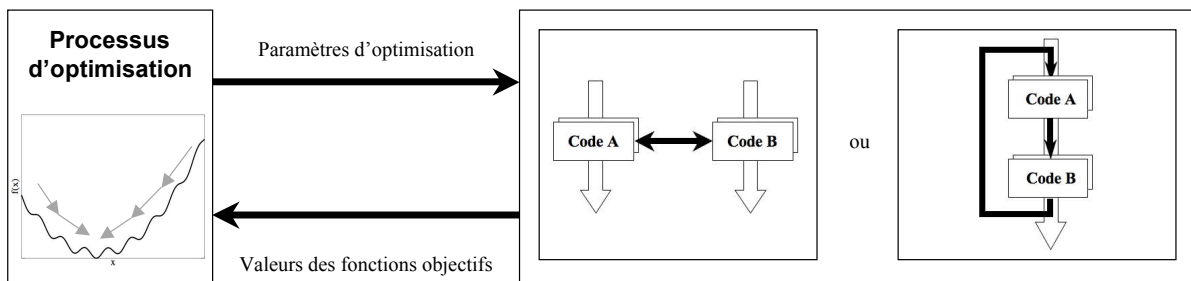 Processus
d’optimisation
f(x)
x
Paramètres d’optimisation
Valeurs des fonctions objectifs
Code A
Code B
ou
Code A
Code B